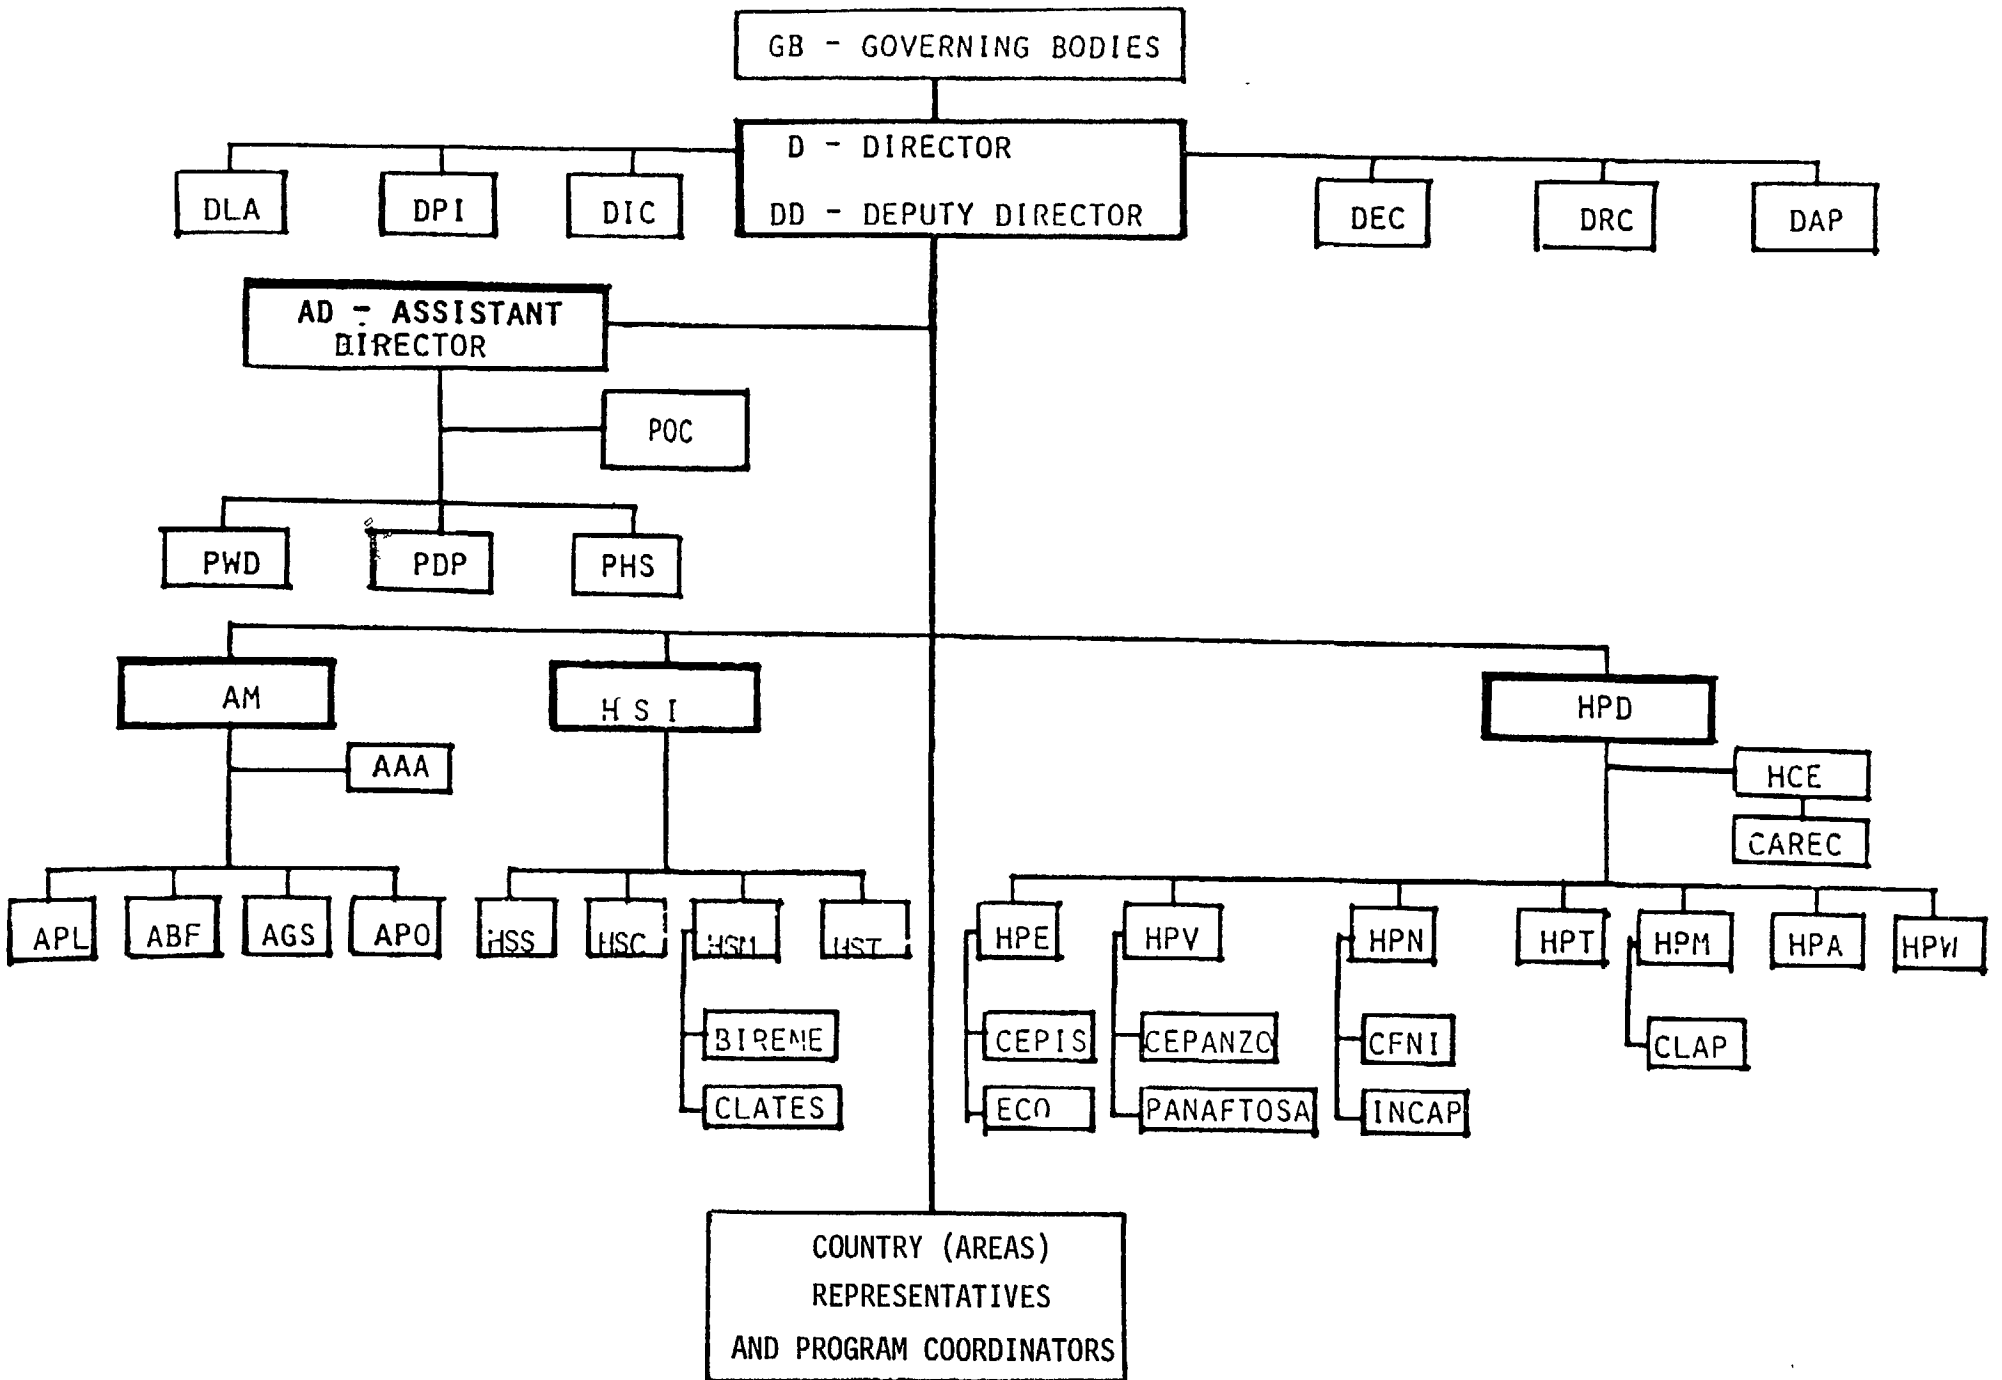 GB - GOVERNING BODIES
D - DIRECTOR
DD - DEPUTY DIRECTOR
DLA
DPI
DIC
DEC
DRC
DAP
AD - ASSISTANT
DIRECTOR
POC
PWD
PDP
PHS
AM
HSI
HPD
AAA
HCE
CAREC
APL
ABF
AGS
APO
HSS
HSC
HSM
HST
HPE
HPV
HPN
HPT
HPM
HPA
HPW
BIREME
CEPIS
CEPANZO
CFNI
CLAP
CLATES
ECO
PANAFTOSA
INCAP
COUNTRY (AREAS)
REPRESENTATIVES
AND PROGRAM COORDINATORS